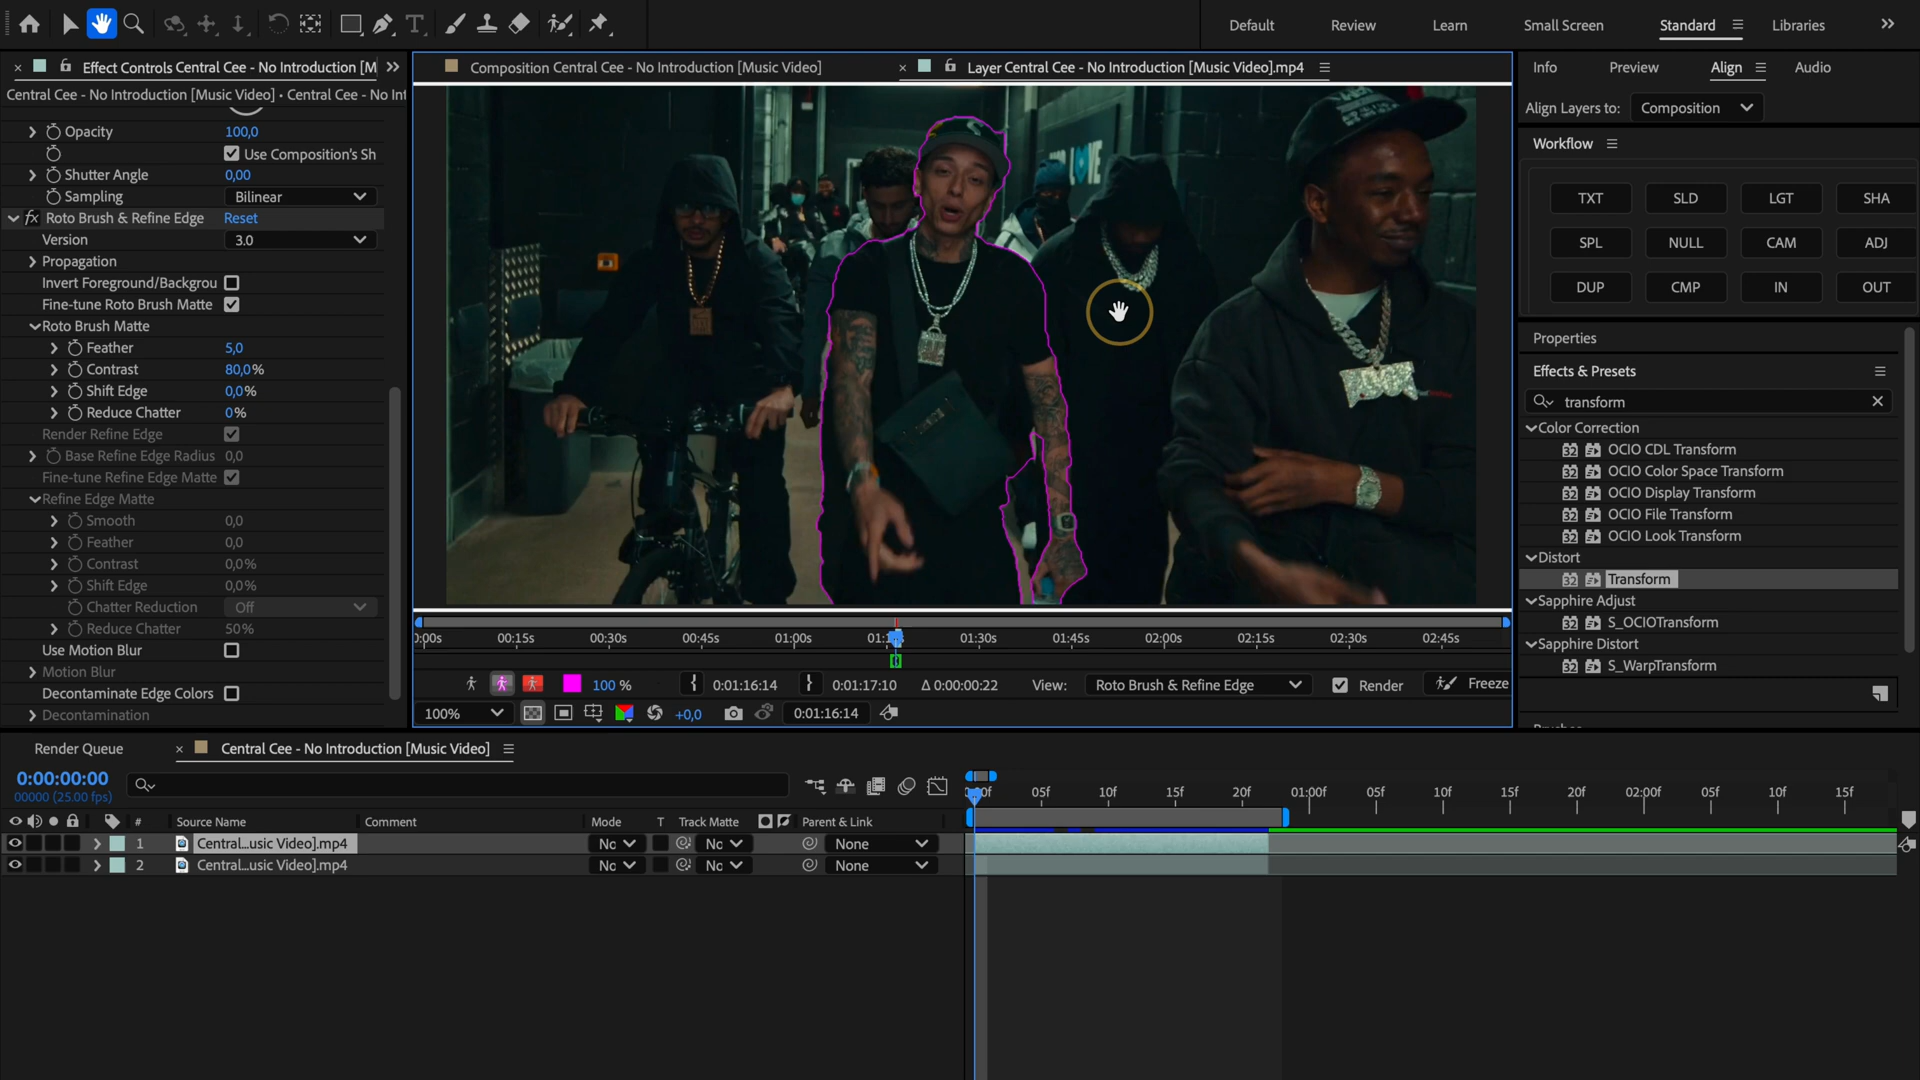 Default
Review
Learn
Small Screen
Standard
Libraries
Effect Controls Central Cee - No Introduction [M
Central Cee - No Introduction [Music Video] • Central Cee - No Int
Opacity 100,0
Use Composition's Sh
Shutter Angle 0,00
Sampling Bilinear
fx Roto Brush & Refine Edge Reset
Version 3.0
Propagation
Invert Foreground/Backgrou
Fine-tune Roto Brush Matte
Roto Brush Matte
Feather 5,0
Contrast 80,0%
Shift Edge 0,0%
Reduce Chatter 0%
Render Refine Edge
Base Refine Edge Radius 0,0
Fine-tune Refine Edge Matte
Refine Edge Matte
Smooth 0,0
Feather 0,0
Contrast 0,0%
Shift Edge 0,0%
Chatter Reduction Off
Reduce Chatter 50%
Use Motion Blur
Motion Blur
Decontaminate Edge Colors
Decontamination
Composition Central Cee - No Introduction [Music Video]
Layer Central Cee - No Introduction [Music Video].mp4
0:00s 00:15s 00:30s 00:45s 01:00s 01:30s 01:45s 02:00s 02:15s 02:30s 02:45s
100 % 0:01:16:14 0:01:17:10 Δ 0:00:00:22 View: Roto Brush & Refine Edge Render Freeze
100% +0,0 0:01:16:14
Info
Preview
Align
Audio
Align Layers to: Composition
Workflow
TXT SLD LGT SHA
SPL NULL CAM ADJ
DUP CMP IN OUT
Properties
Effects & Presets
transform
Color Correction
32 OCIO CDL Transform
32 OCIO Color Space Transform
32 OCIO Display Transform
32 OCIO File Transform
32 OCIO Look Transform
Distort
32 Transform
Sapphire Adjust
32 S_OCIOTransform
Sapphire Distort
32 S_WarpTransform
Render Queue
Central Cee - No Introduction [Music Video]
0:00:00:00
00000 (25.00 fps)
05f 10f 15f 20f 01:00f 05f 10f 15f 20f 02:00f 05f 10f 15f
# Source Name Comment Mode T Track Matte Parent & Link
1 Central...usic Video].mp4 Nc Nc None
2 Central...usic Video].mp4 Nc Nc None